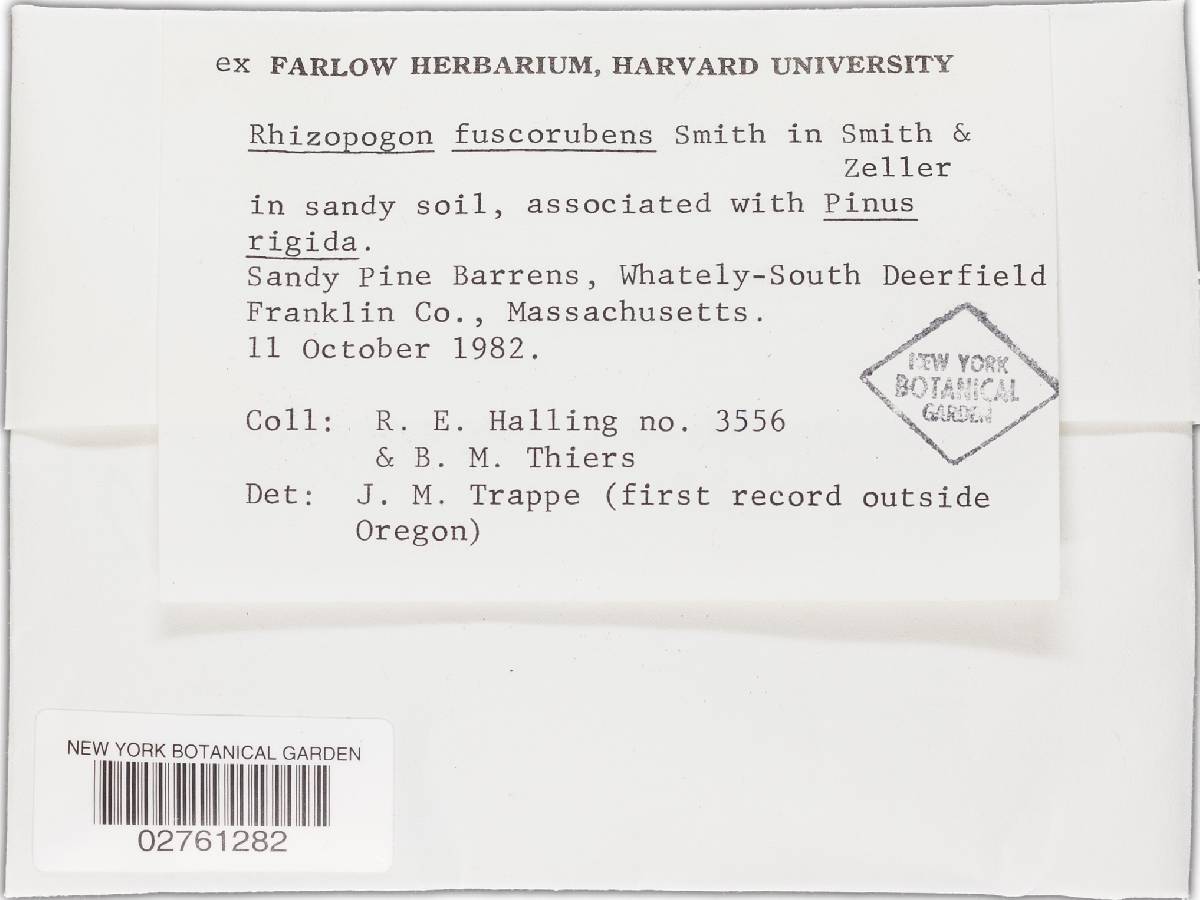 ex FARLOW HERBARIUM, HARVARD UNIVERSITY
Rhizopogon fuscorubens Smith in Smith &
Zeller
in sandy soil, associated with Pinus
rigida.
Sandy Pine Barrens, Whately-South Deerfield
Franklin Co., Massachusetts.
11 October 1982.
NEW YORK
BOTANICAL
GARDEN
Coll: R. E. Halling no. 3556
& B. M. Thiers
Det: J. M. Trappe (first record outside
Oregon)
NEW YORK BOTANICAL GARDEN
02761282